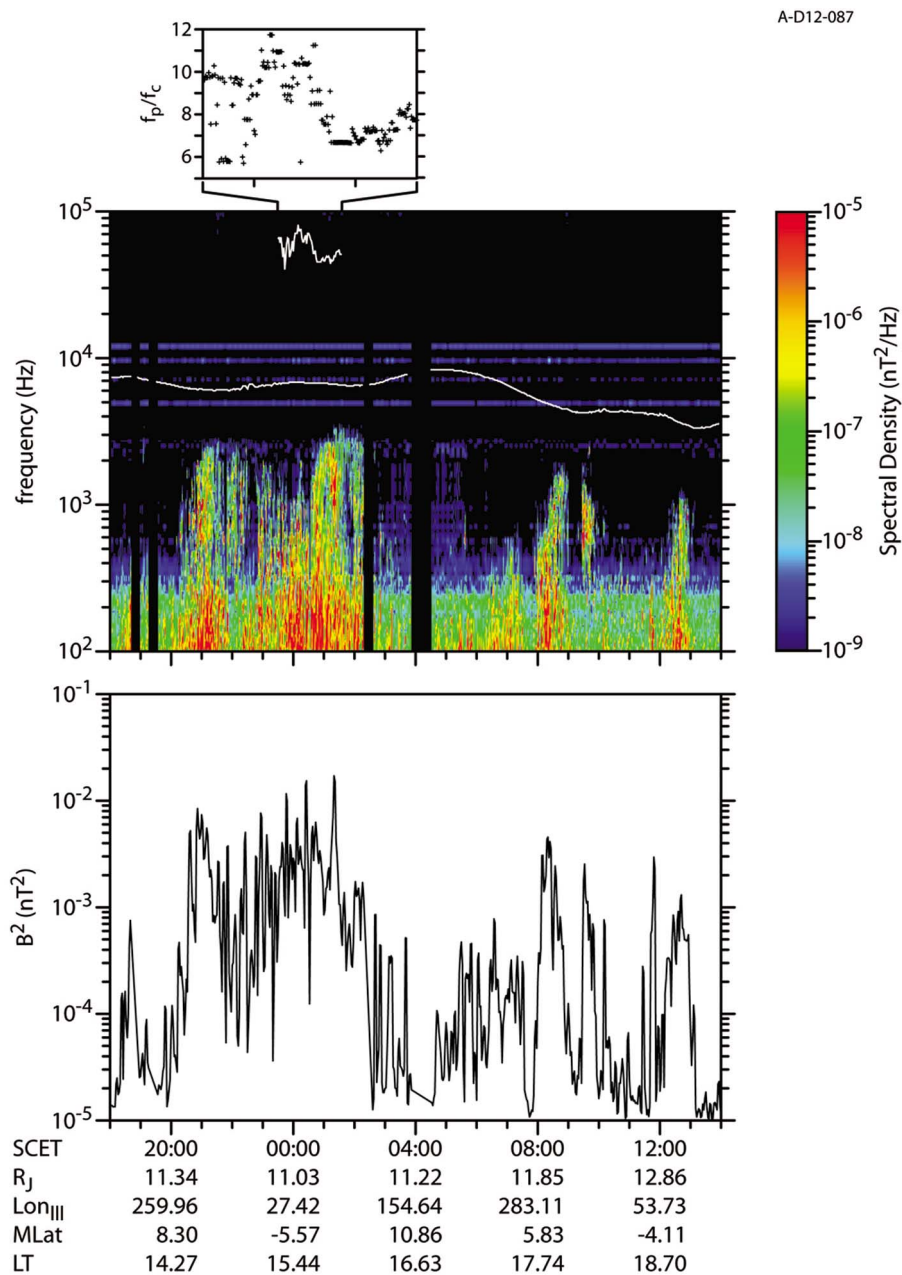 A-D12-087
12
10
8
6
fp/fc
10^5
10^4
10^3
10^2
frequency (Hz)
10^-5
10^-6
10^-7
10^-8
10^-9
Spectral Density (nT^2/Hz)
10^-1
10^-2
10^-3
10^-4
10^-5
B^2 (nT^2)
SCET 20:00 00:00 04:00 08:00 12:00
RJ 11.34 11.03 11.22 11.85 12.86
LonIII 259.96 27.42 154.64 283.11 53.73
MLat 8.30 -5.57 10.86 5.83 -4.11
LT 14.27 15.44 16.63 17.74 18.70